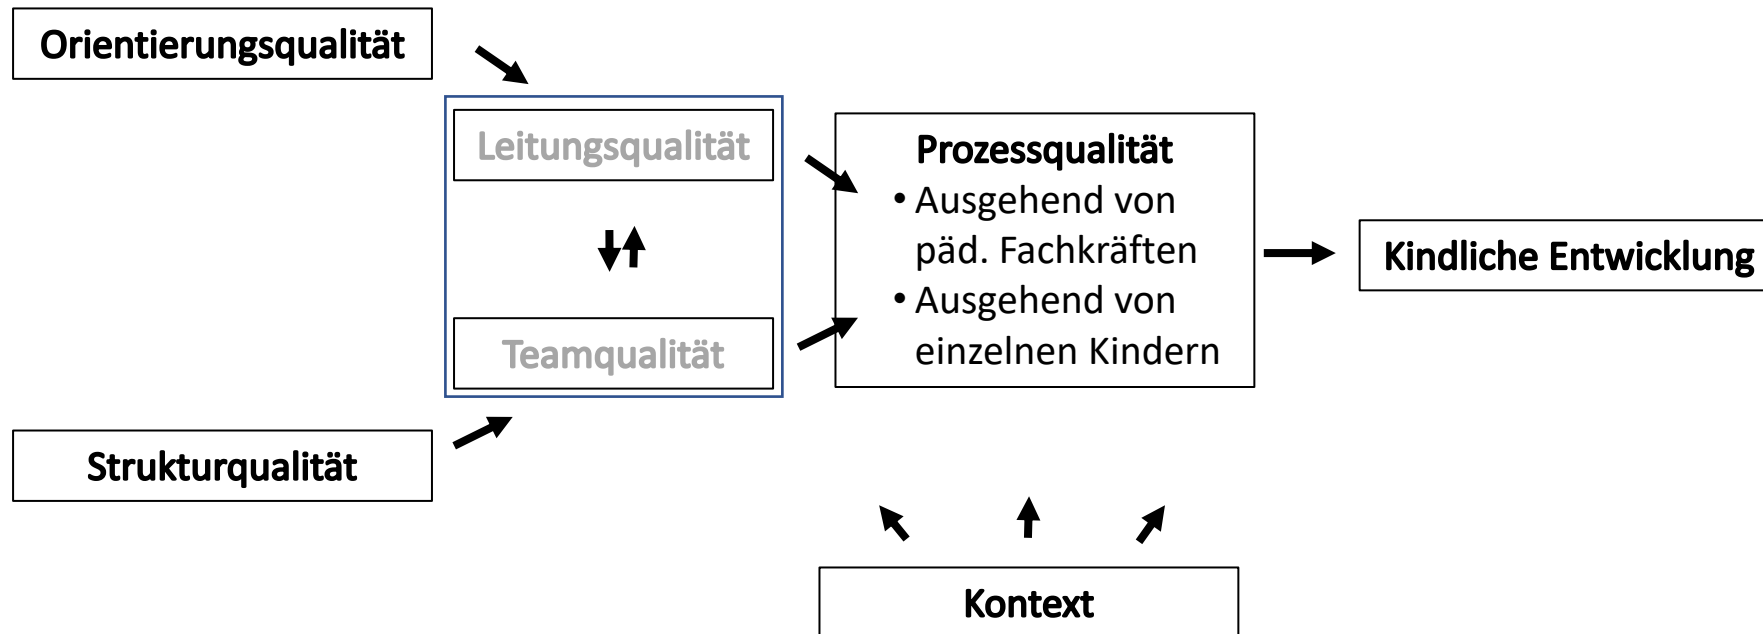 Orientierungsqualität
Leitungsqualität
Teamqualität
Strukturqualität
Prozessqualität
• Ausgehend von
päd. Fachkräften
• Ausgehend von
einzelnen Kindern
Kindliche Entwicklung
Kontext